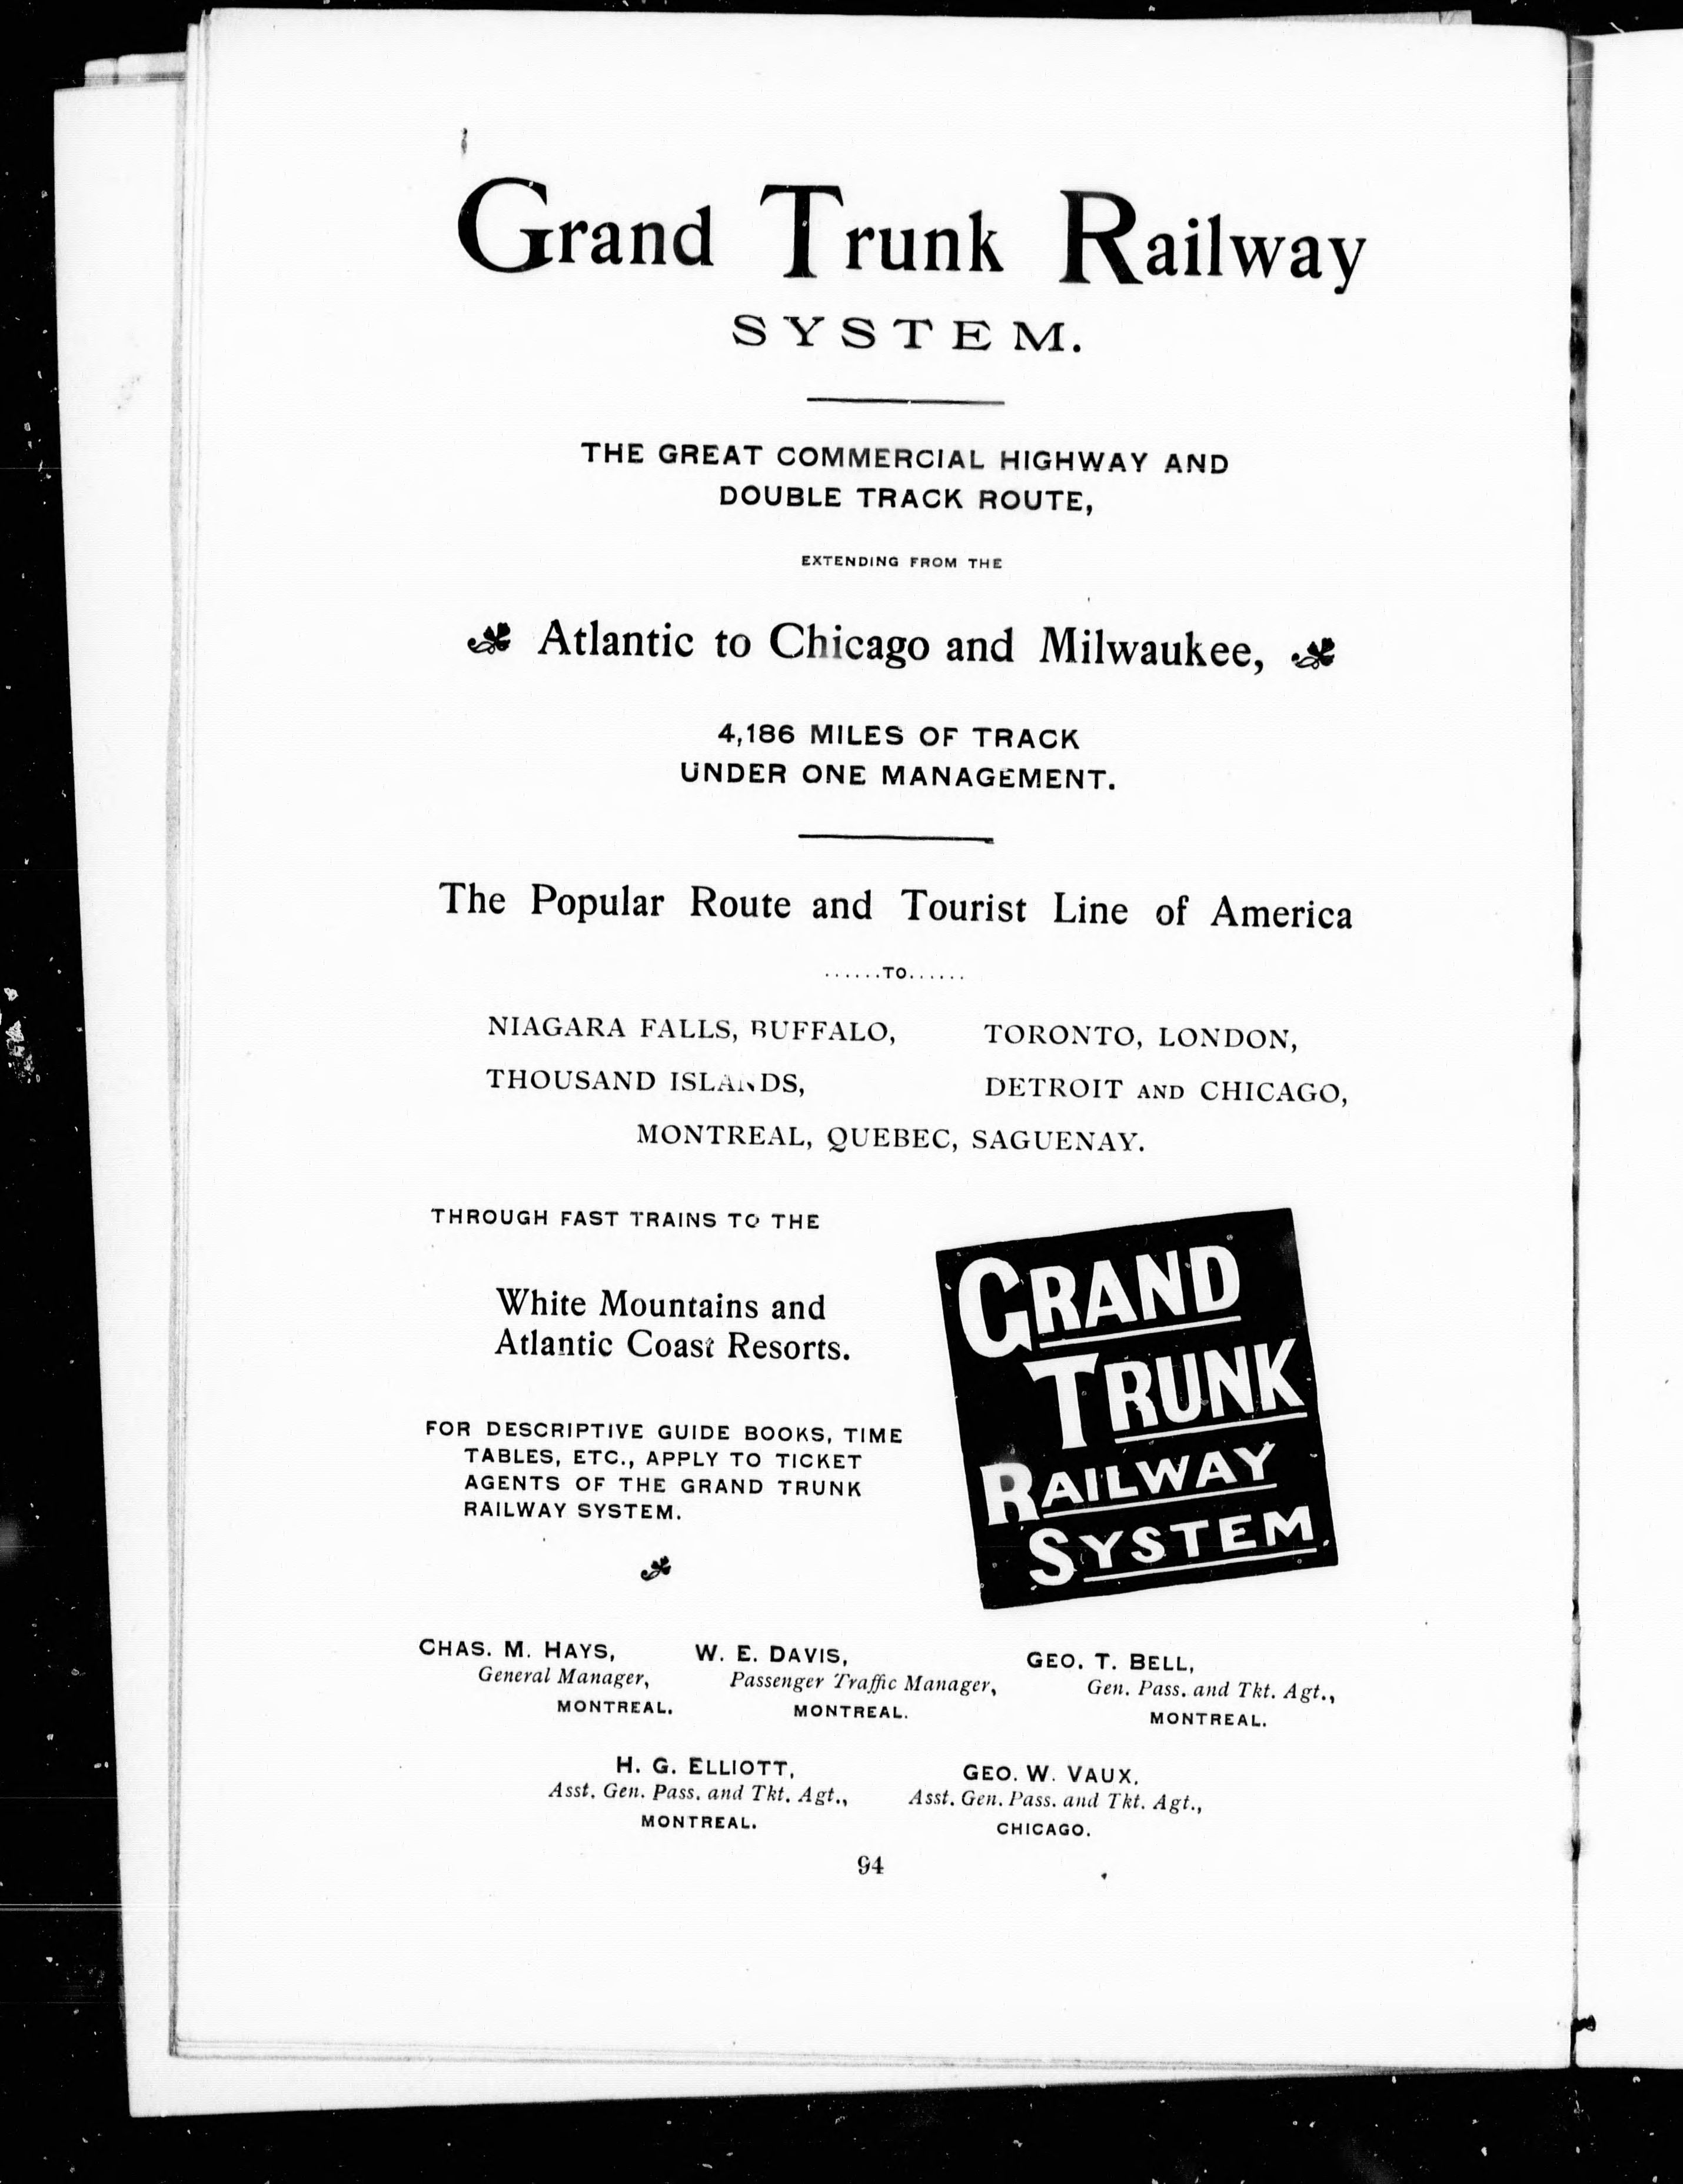 Grand Trunk Railway
SYSTEM.
THE GREAT COMMERCIAL HIGHWAY AND
DOUBLE TRACK ROUTE,
EXTENDING FROM THE
Atlantic to Chicago and Milwaukee,
4,186 MILES OF TRACK
UNDER ONE MANAGEMENT.
The Popular Route and Tourist Line of America
......TO......
NIAGARA FALLS, BUFFALO, TORONTO, LONDON,
THOUSAND ISLANDS, DETROIT AND CHICAGO,
MONTREAL, QUEBEC, SAGUENAY.
THROUGH FAST TRAINS TO THE
White Mountains and
Atlantic Coast Resorts.
FOR DESCRIPTIVE GUIDE BOOKS, TIME
TABLES, ETC., APPLY TO TICKET
AGENTS OF THE GRAND TRUNK
RAILWAY SYSTEM.
GRAND
TRUNK
RAILWAY
SYSTEM.
CHAS. M. HAYS, W. E. DAVIS, GEO. T. BELL,
General Manager, Passenger Traffic Manager, Gen. Pass. and Tkt. Agt.,
MONTREAL. MONTREAL. MONTREAL.
H. G. ELLIOTT, GEO. W. VAUX,
Asst. Gen. Pass. and Tkt. Agt., Asst. Gen. Pass. and Tkt. Agt.,
MONTREAL. CHICAGO.
94